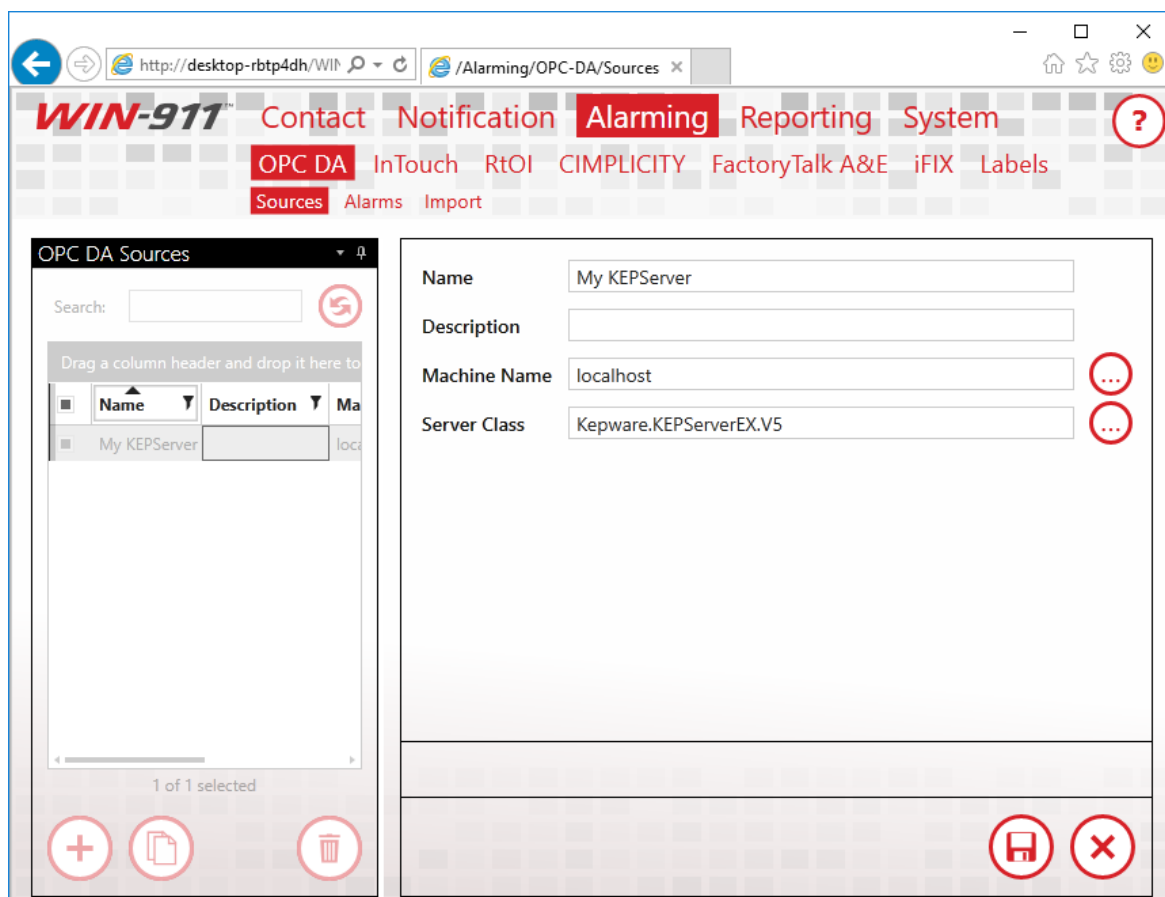 http://desktop-rbtp4dh/WIN
/Alarming/OPC-DA/Sources
WIN-911™ Contact Notification Alarming Reporting System ?
OPC DA InTouch RtOI CIMPLICITY FactoryTalk A&E iFIX Labels
Sources Alarms Import
OPC DA Sources
Search:
Drag a column header and drop it here to
Name Description Ma
My KEPServer loca
1 of 1 selected
Name My KEPServer
Description
Machine Name localhost ...
Server Class Kepware.KEPServerEX.V5 ...